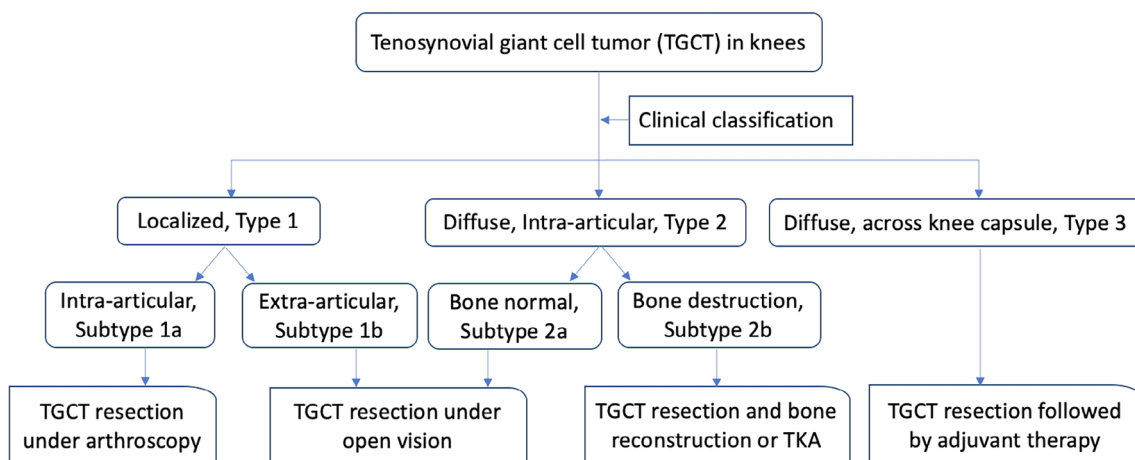 Tenosynovial giant cell tumor (TGCT) in knees
Clinical classification
Localized, Type 1
Diffuse, Intra-articular, Type 2
Diffuse, across knee capsule, Type 3
Intra-articular,
Subtype 1a
Extra-articular,
Subtype 1b
Bone normal,
Subtype 2a
Bone destruction,
Subtype 2b
TGCT resection
under arthroscopy
TGCT resection under
open vision
TGCT resection and bone
reconstruction or TKA
TGCT resection followed
by adjuvant therapy